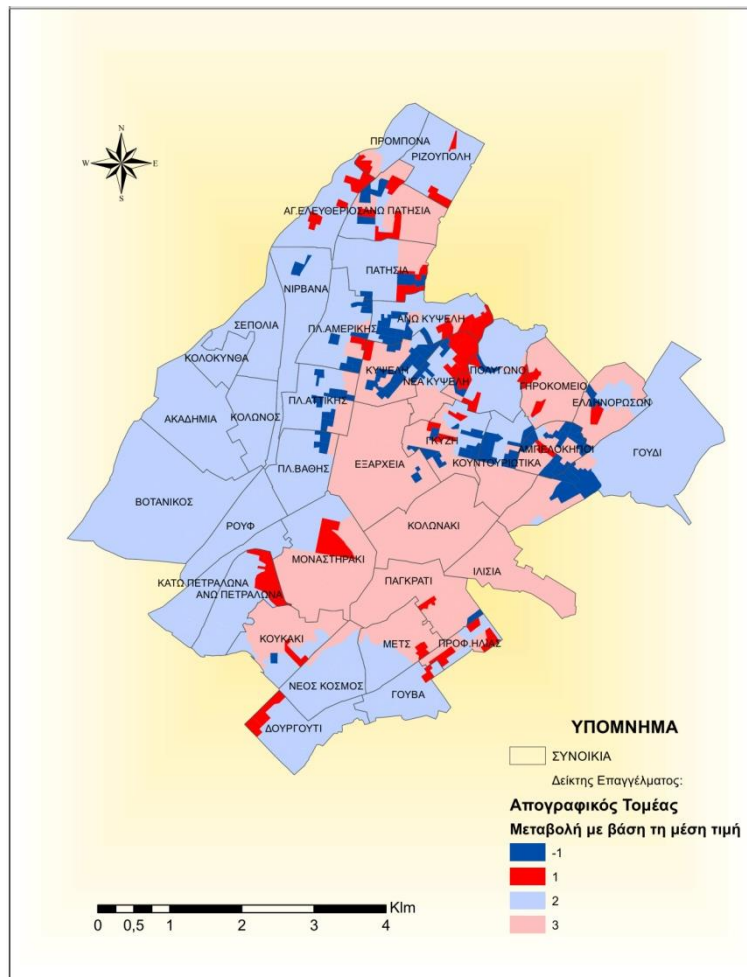 N
W
E
S
ΠΡΟΜΠΟΝΑ
ΡΙΖΟΥΠΟΛΗ
ΑΓ.ΕΛΕΥΘΕΡΙΟΣ
ΑΝΩ ΠΑΤΗΣΙΑ
ΠΑΤΗΣΙΑ
ΝΙΡΒΑΝΑ
ΣΕΠΟΛΙΑ
ΠΛ.ΑΜΕΡΙΚΗΣ
ΑΝΩ ΚΥΨΕΛΗ
ΚΟΛΟΚΥΝΘΑ
ΚΥΨΕΛΗ
ΝΕΑ ΚΥΨΕΛΗ
ΠΟΛΥΓΩΝΟ
ΓΗΡΟΚΟΜΕΙΟ
ΕΛΛΗΝΟΡΩΣΩΝ
ΠΛ.ΑΤΤΙΚΗΣ
ΑΚΑΔΗΜΙΑ
ΚΟΛΩΝΟΣ
ΓΚΥΖΗ
ΑΜΠΕΛΟΚΗΠΟΙ
ΓΟΥΔΙ
ΠΛ.ΒΑΘΗΣ
ΕΞΑΡΧΕΙΑ
ΚΟΥΝΤΟΥΡΙΩΤΙΚΑ
ΒΟΤΑΝΙΚΟΣ
ΡΟΥΦ
ΚΟΛΩΝΑΚΙ
ΜΟΝΑΣΤΗΡΑΚΙ
ΙΛΙΣΙΑ
ΚΑΤΩ ΠΕΤΡΑΛΩΝΑ
ΠΑΓΚΡΑΤΙ
ΑΝΩ ΠΕΤΡΑΛΩΝΑ
ΚΟΥΚΑΚΙ
ΜΕΤΣ
ΠΡΟΦ.ΗΛΙΑΣ
ΝΕΟΣ ΚΟΣΜΟΣ
ΓΟΥΒΑ
ΔΟΥΡΓΟΥΤΙ
ΥΠΟΜΝΗΜΑ
ΣΥΝΟΙΚΙΑ
Δείκτης Επαγγέλματος:
Απογραφικός Τομέας
Μεταβολή με βάση τη μέση τιμή
-1
1
2
3
Klm
0 0,5 1 2 3 4